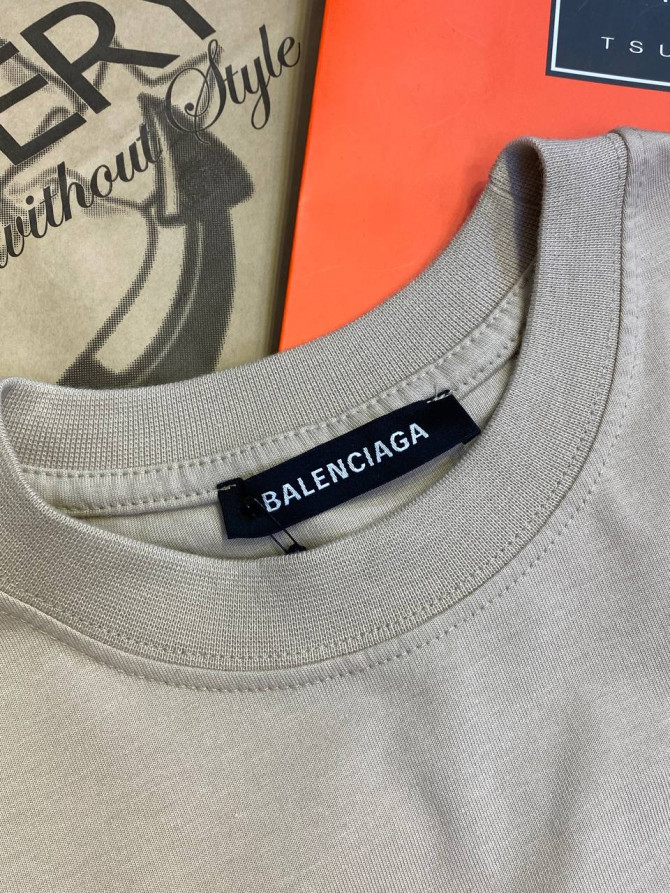 ERY
without Style
TSU
BALENCIAGA